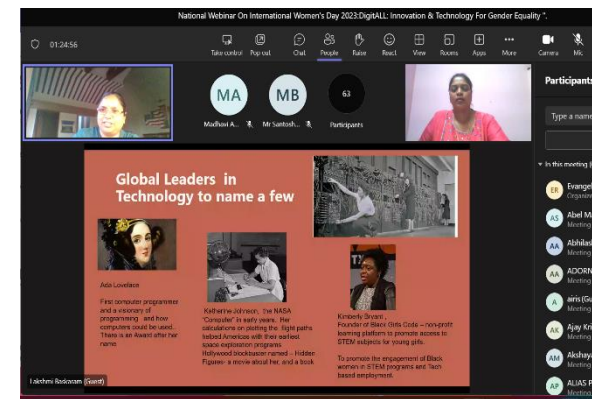 National Webinar On International Women's Day 2023:DigitALL: Innovation & Technology For Gender Equality ".
01:24:56
Take control
Pop out
Chat
People
Raise
React
View
Rooms
Apps
More
Camera
Mic
MA
Madhavi A...
MB
Mr Santosh...
63
Participants
Participants
Type a name
In this meeting
ER
Evangel
Organizer
AS
Abel Ma
Meeting
AA
Abhilas
Meeting
AA
ADORN
Meeting
A
airis (Gu
Meeting
AK
Ajay Kri
Meeting
AM
Akshaya
Meeting
AP
ALIAS P
Meeting
Global Leaders in
Technology to name a few
Ada Lovelace
First computer programmer
and a visionary of
programming and how
computers could be used..
There is an Award after her
name
Katherine Johnson, the NASA
"Computer" in early years. Her
calculations on plotting the flight paths
helped Americas with their earliest
space exploration programs.
Hollywood blockbuster named – Hidden
Figures- a movie about her, and a book
Kimberly Bryant ,
Founder of Black Girls Code – non-profit
learning platform to promote access to
STEM subjects for young girls.
To promote the engagement of Black
women in STEM programs and Tech
based employment.
Lakshmi Baskaram (Guest)